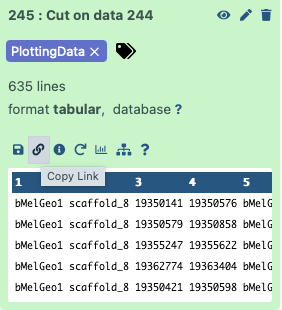 245 : Cut on data 244
PlottingData ×
635 lines
format tabular, database ?
?
Copy Link
1 3 4 5
bMelGeo1 scaffold_8 19350141 19350576 bMelG
bMelGeo1 scaffold_8 19350579 19350858 bMelG
bMelGeo1 scaffold_8 19355247 19355622 bMelG
bMelGeo1 scaffold_8 19362774 19363404 bMelG
bMelGeo1 scaffold_8 19350421 19350598 bMelG